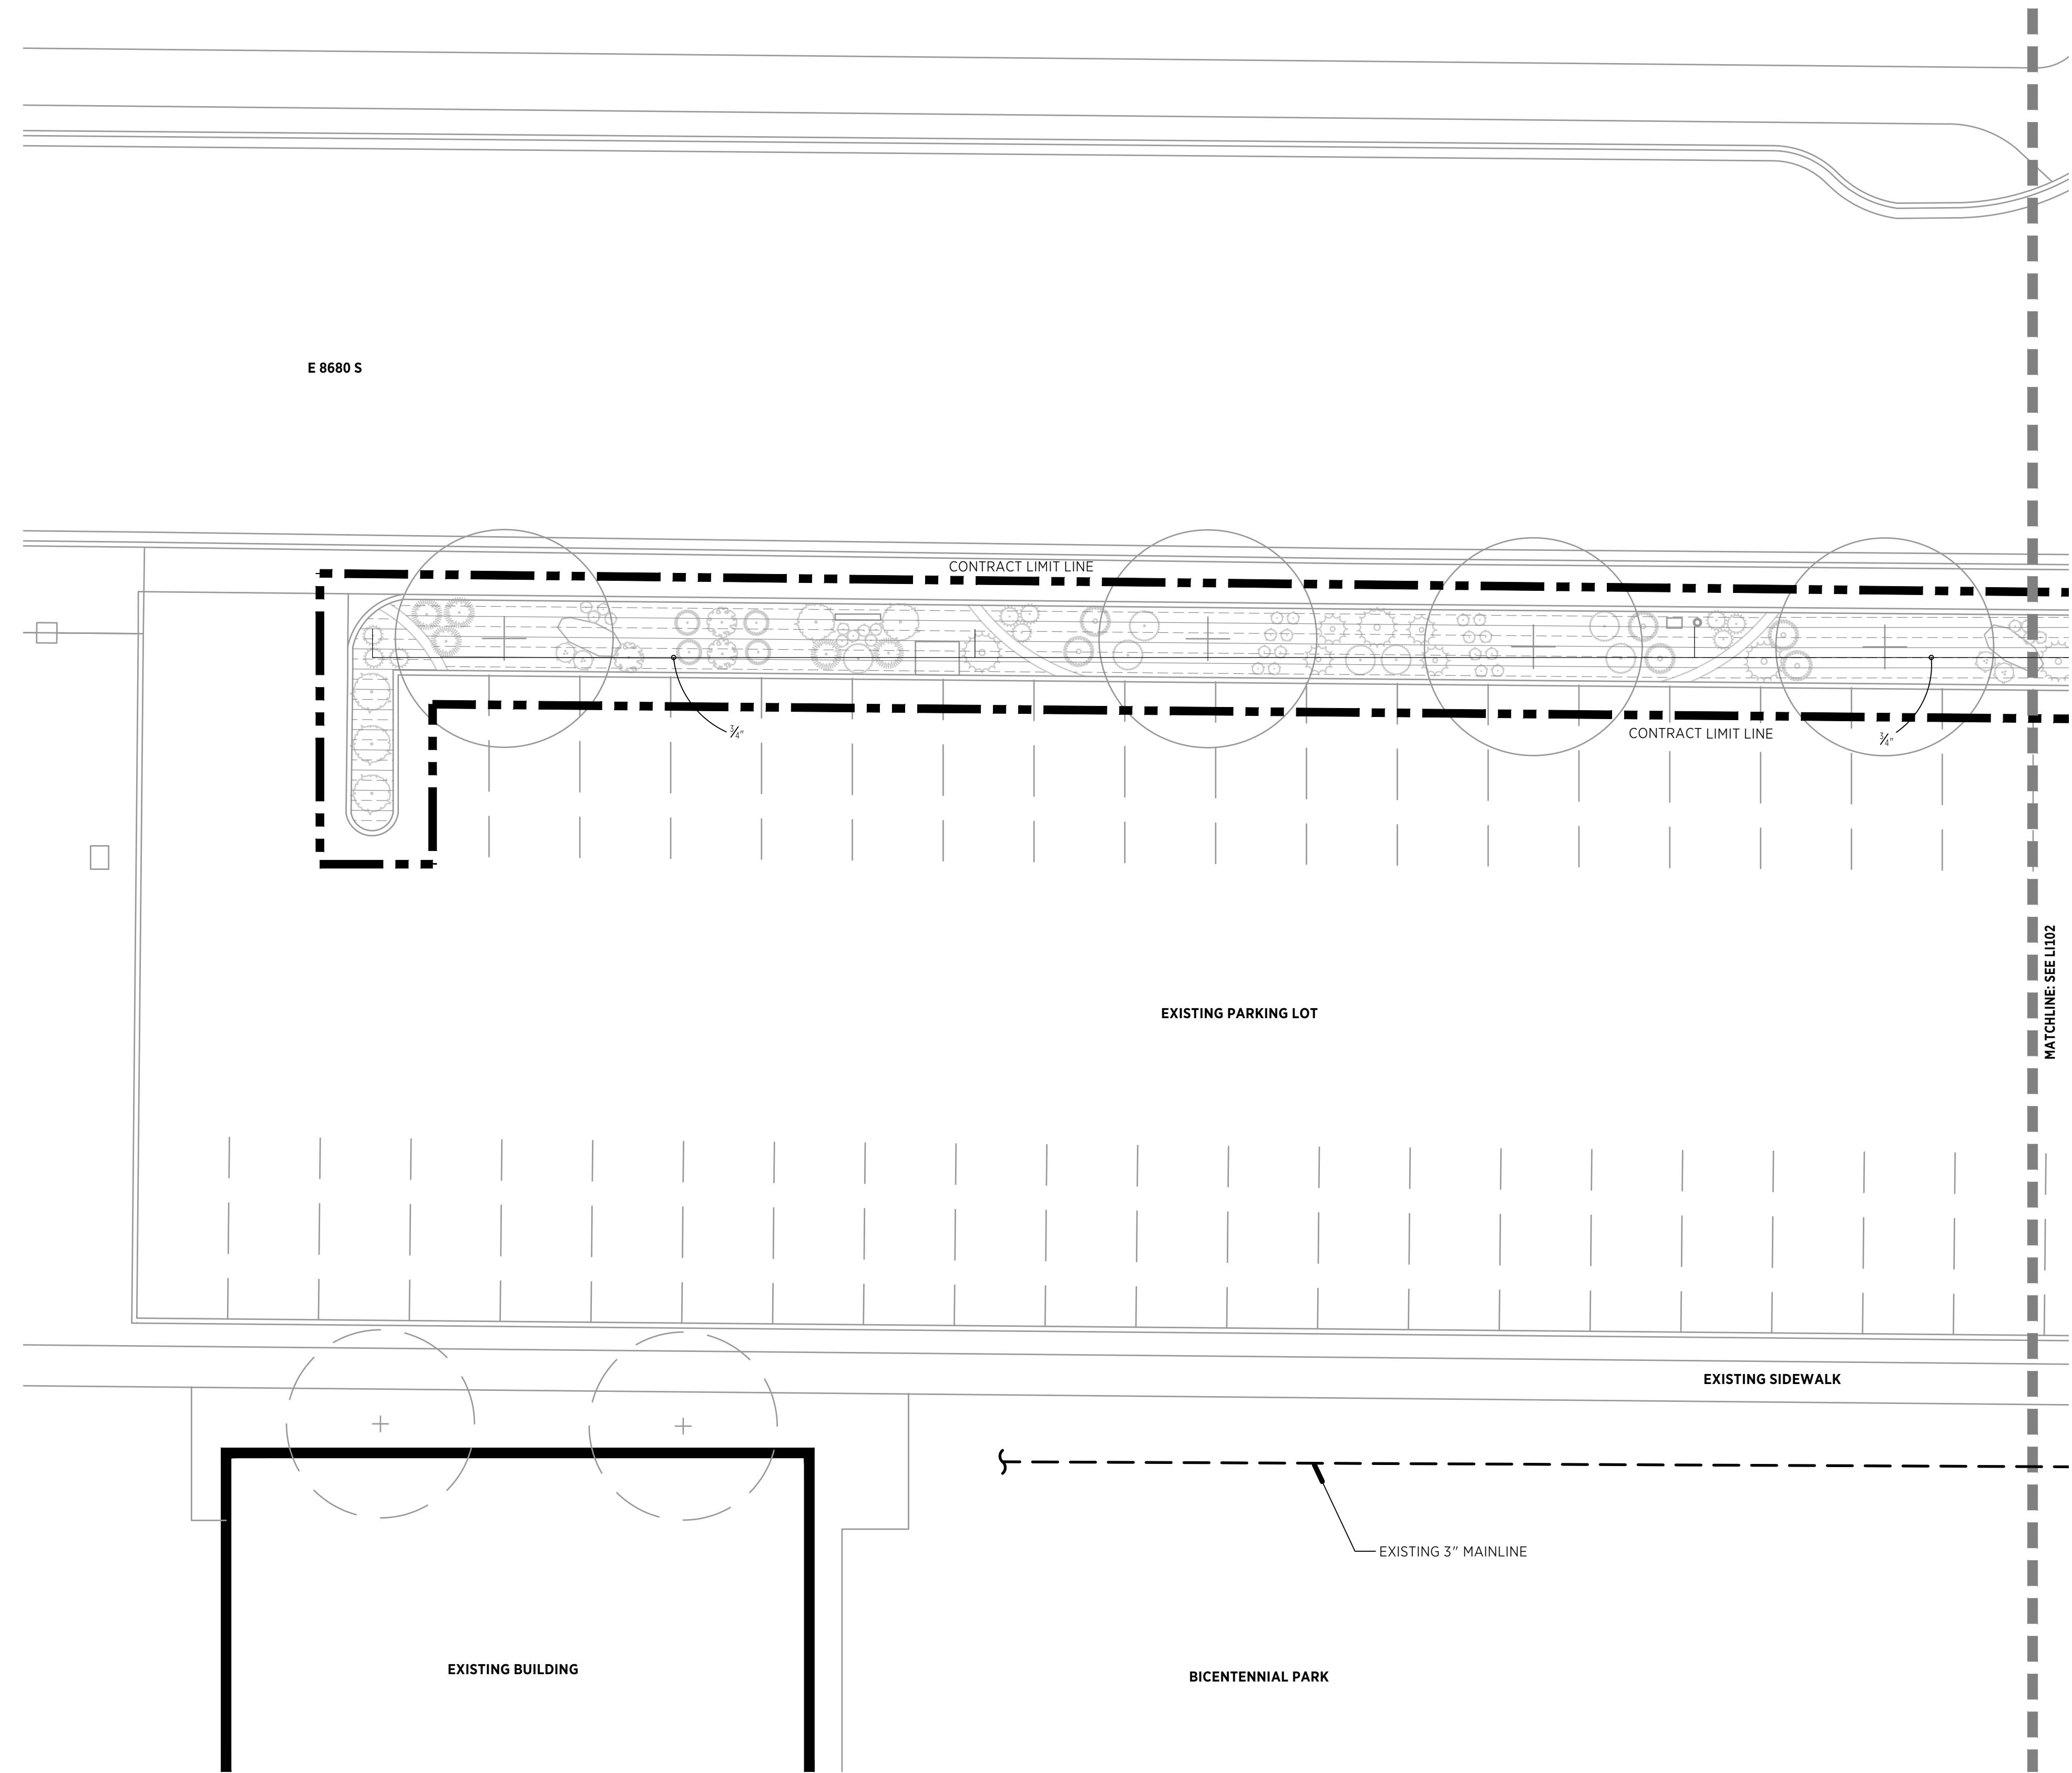 E 8680 S
CONTRACT LIMIT LINE
¾"
CONTRACT LIMIT LINE
¾"
EXISTING PARKING LOT
MATCHLINE: SEE LI102
EXISTING SIDEWALK
EXISTING 3" MAINLINE
EXISTING BUILDING
BICENTENNIAL PARK